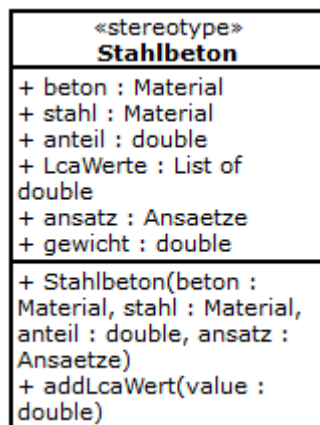 «stereotype»
Stahlbeton
+ beton : Material
+ stahl : Material
+ anteil : double
+ LcaWerte : List of
double
+ ansatz : Ansaetze
+ gewicht : double
+ Stahlbeton(beton :
Material, stahl : Material,
anteil : double, ansatz :
Ansaetze)
+ addLcaWert(value :
double)